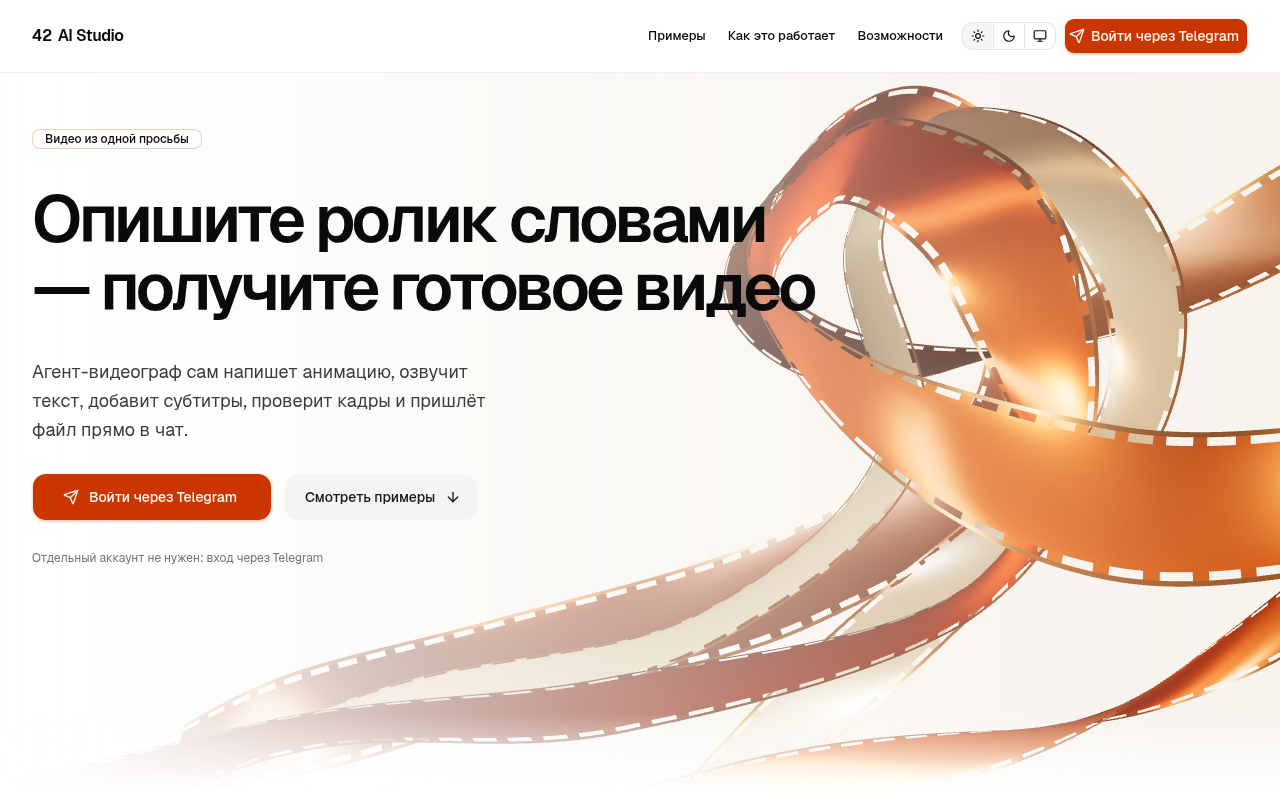 42 AI Studio
Примеры
Как это работает
Возможности
Войти через Telegram
Видео из одной просьбы
Опишите ролик словами
— получите готовое видео
Агент-видеограф сам напишет анимацию, озвучит
текст, добавит субтитры, проверит кадры и пришлёт
файл прямо в чат.
Войти через Telegram
Смотреть примеры
Отдельный аккаунт не нужен: вход через Telegram